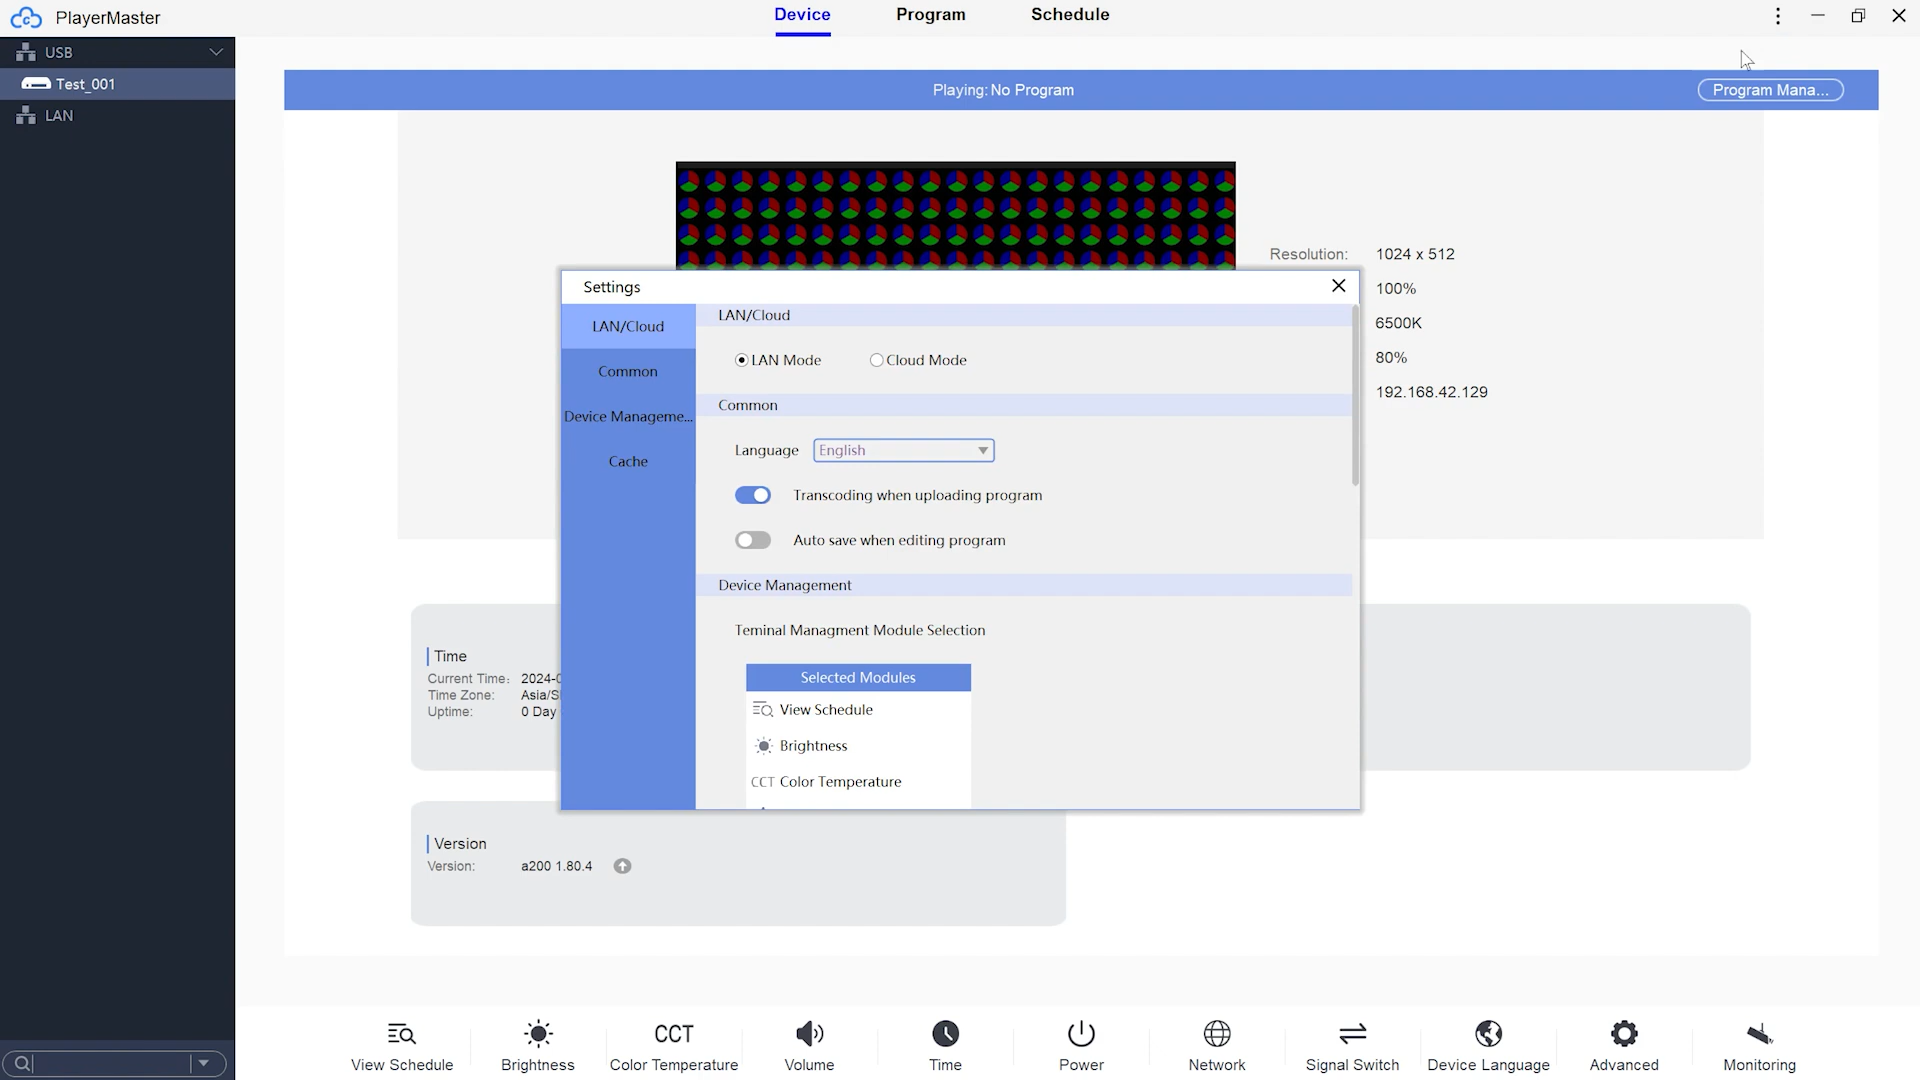 PlayerMaster
Device
Program
Schedule
USB
Test_001
LAN
Playing: No Program
Program Mana...
Resolution: 1024 x 512
100%
6500K
80%
192.168.42.129
Settings
LAN/Cloud
Common
Device Manageme...
Cache
LAN/Cloud
LAN Mode
Cloud Mode
Common
Language English
Transcoding when uploading program
Auto save when editing program
Device Management
Teminal Managment Module Selection
Selected Modules
View Schedule
Brightness
CCT Color Temperature
Time
Current Time: 2024-0
Time Zone: Asia/S
Uptime: 0 Day
Version
Version: a200 1.80.4
View Schedule
Brightness
CCT
Color Temperature
Volume
Time
Power
Network
Signal Switch
Device Language
Advanced
Monitoring